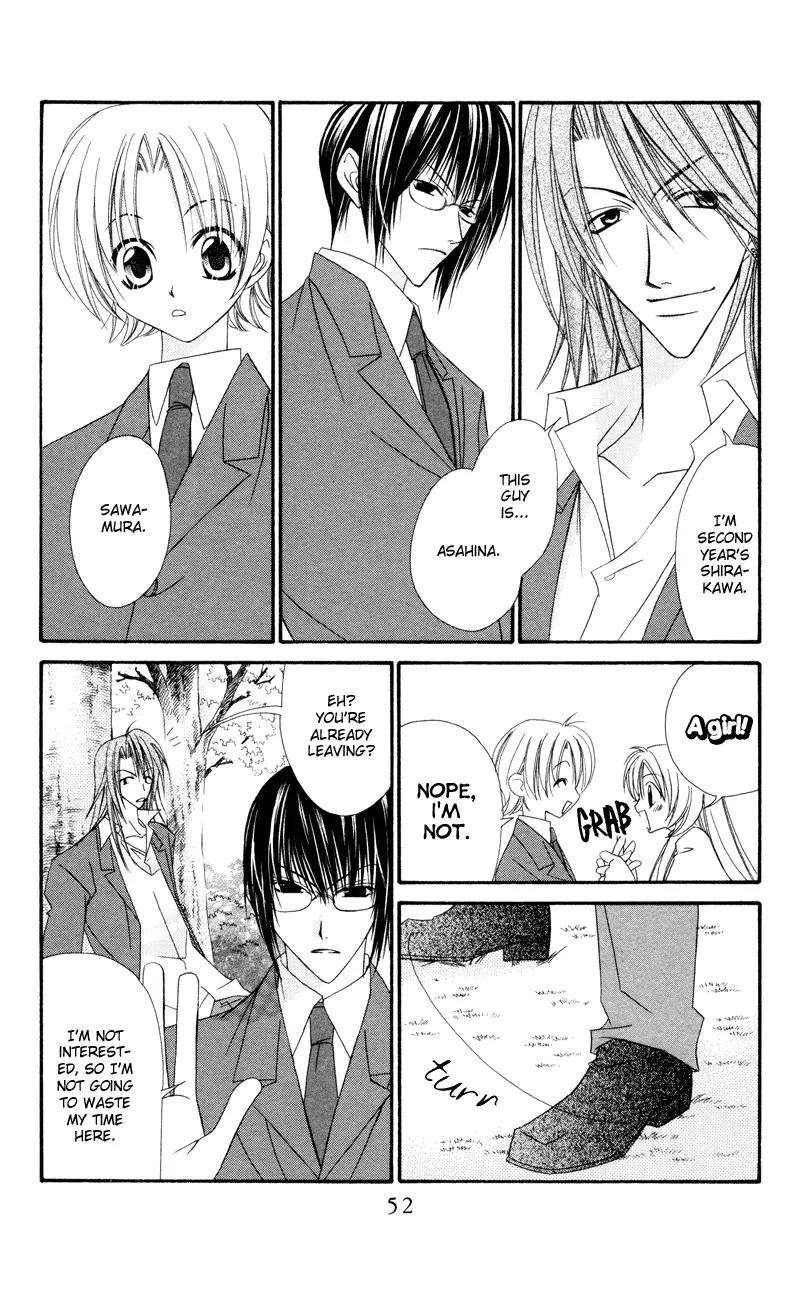 I'M
SECOND
YEAR'S
SHIRA-
KAWA.
THIS
GUY
IS...
ASAHINA.
SAWA-
MURA.
A girl!
GRAB
NOPE,
I'M
NOT.
turn
EH?
YOU'RE
ALREADY
LEAVING?
I'M NOT
INTEREST-
ED, SO I'M
NOT GOING
TO WASTE
MY TIME
HERE.
52